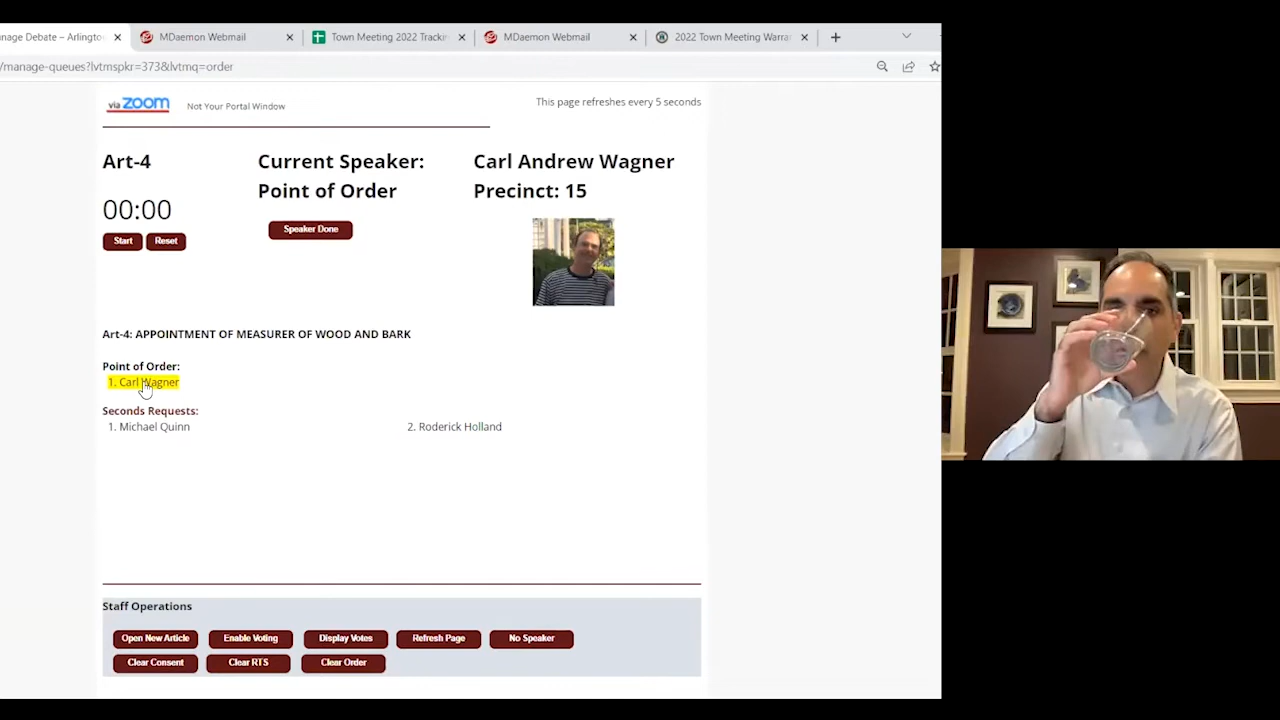 anage Debate – Arlingto
MDaemon Webmail
Town Meeting 2022 Trackin
MDaemon Webmail
2022 Town Meeting Warra
/manage-queues?lvtmspkr=373&lvtmq=order
via zoom
Not Your Portal Window
This page refreshes every 5 seconds
Art-4
Current Speaker:
Carl Andrew Wagner
Point of Order
Precinct: 15
00:00
Speaker Done
Start
Reset
Art-4: APPOINTMENT OF MEASURER OF WOOD AND BARK
Point of Order:
1. Carl Wagner
Seconds Requests:
1. Michael Quinn
2. Roderick Holland
Staff Operations
Open New Article
Enable Voting
Display Votes
Refresh Page
No Speaker
Clear Consent
Clear RTS
Clear Order